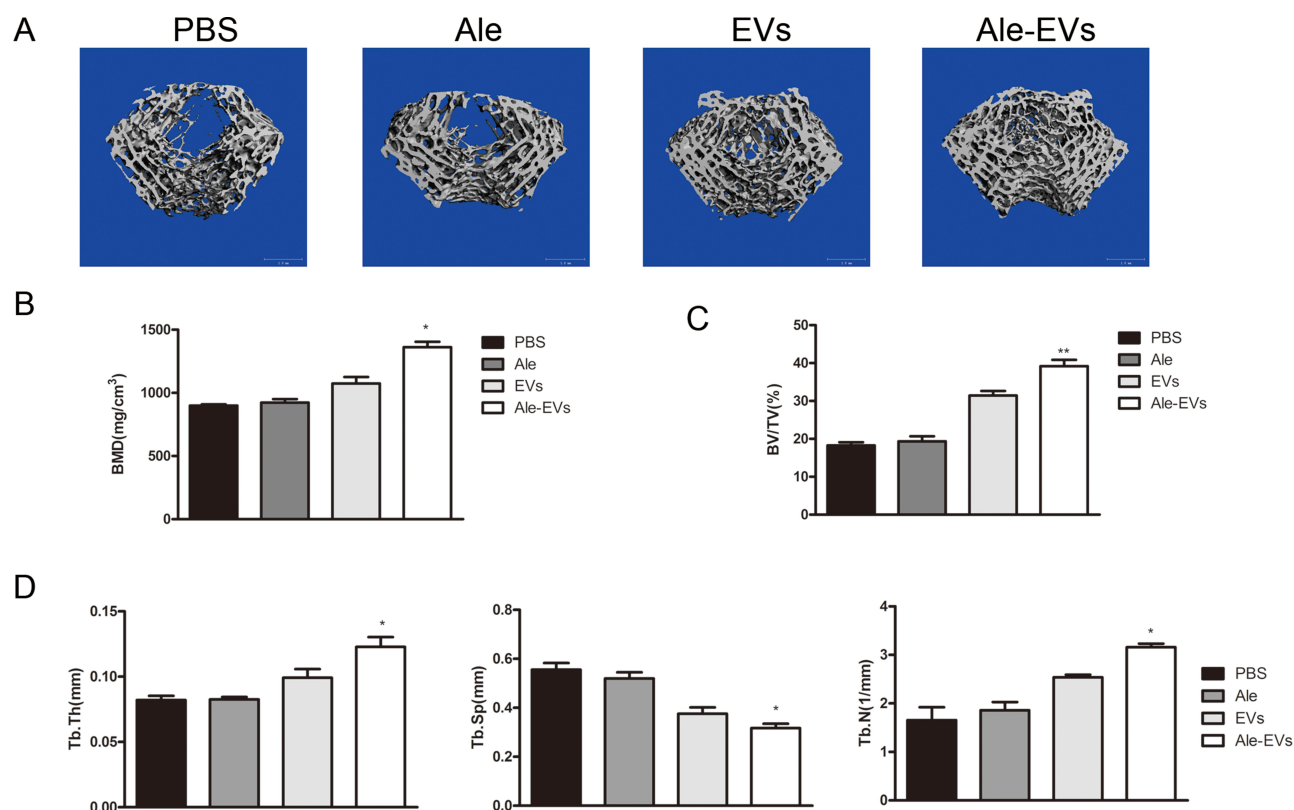 A
PBS
Ale
EVs
Ale-EVs
B
BMD(mg/cm³)
1500
1000
500
0
*
PBS
Ale
EVs
Ale-EVs
C
BV/TV(%)
50
40
30
20
10
0
**
PBS
Ale
EVs
Ale-EVs
D
Tb.Th(mm)
0.15
0.10
0.05
0.00
*
Tb.Sp(mm)
0.8
0.6
0.4
0.2
0.0
*
Tb.N(1/mm)
4
3
2
1
0
*
PBS
Ale
EVs
Ale-EVs